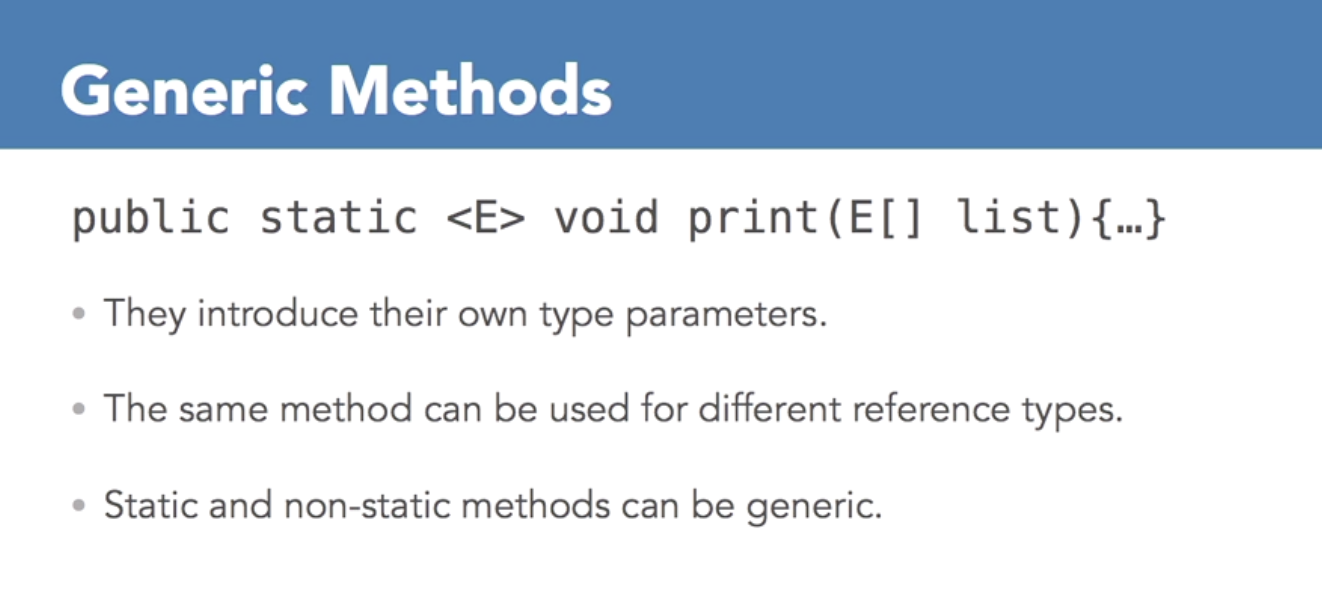 Generic Methods
public static <E> void print(E[] list){…}
• They introduce their own type parameters.
• The same method can be used for different reference types.
• Static and non-static methods can be generic.